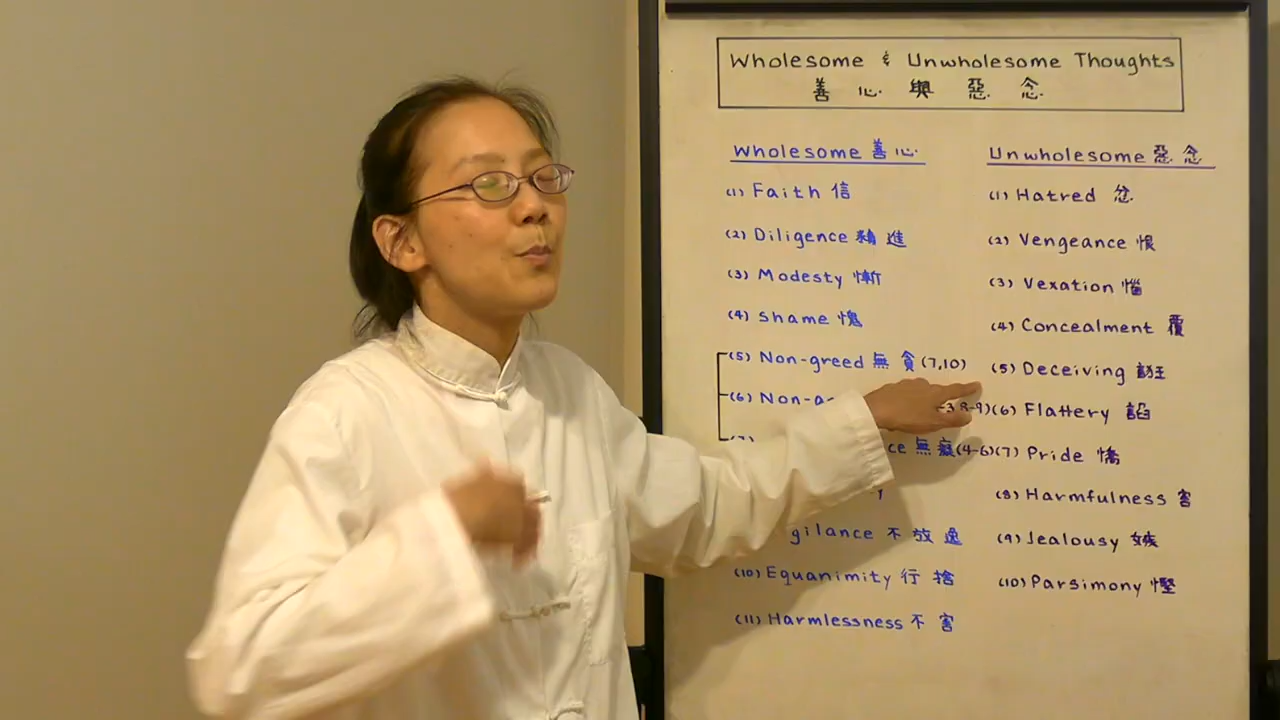 Wholesome & Unwholesome Thoughts
善心與惡念
Wholesome 善心
(1) Faith 信
(2) Diligence 精進
(3) Modesty 慚
(4) Shame 愧
(5) Non-greed 無貪(7,10)
(6) Non-a
-3,8-9)
ce 無癡(4-6)
gilance 不放逸
(10) Equanimity 行捨
(11) Harmlessness 不害
Unwholesome 惡念
(1) Hatred 忿
(2) Vengeance 恨
(3) Vexation 惱
(4) Concealment 覆
(5) Deceiving 誑
(6) Flattery 諂
(7) Pride 憍
(8) Harmfulness 害
(9) Jealousy 嫉
(10) Parsimony 慳